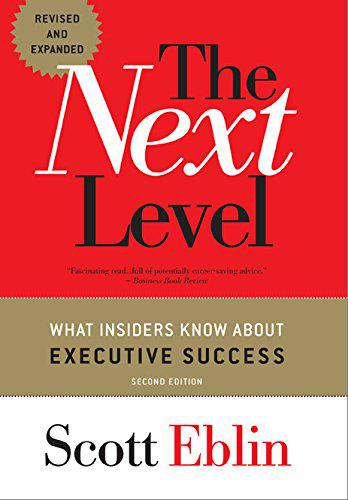 REVISED
AND
EXPANDED
The
Next
Level
"Fascinating read...full of potentially career-saving advice."
– Business Book Review
WHAT INSIDERS KNOW ABOUT
EXECUTIVE SUCCESS
SECOND EDITION
Scott Eblin